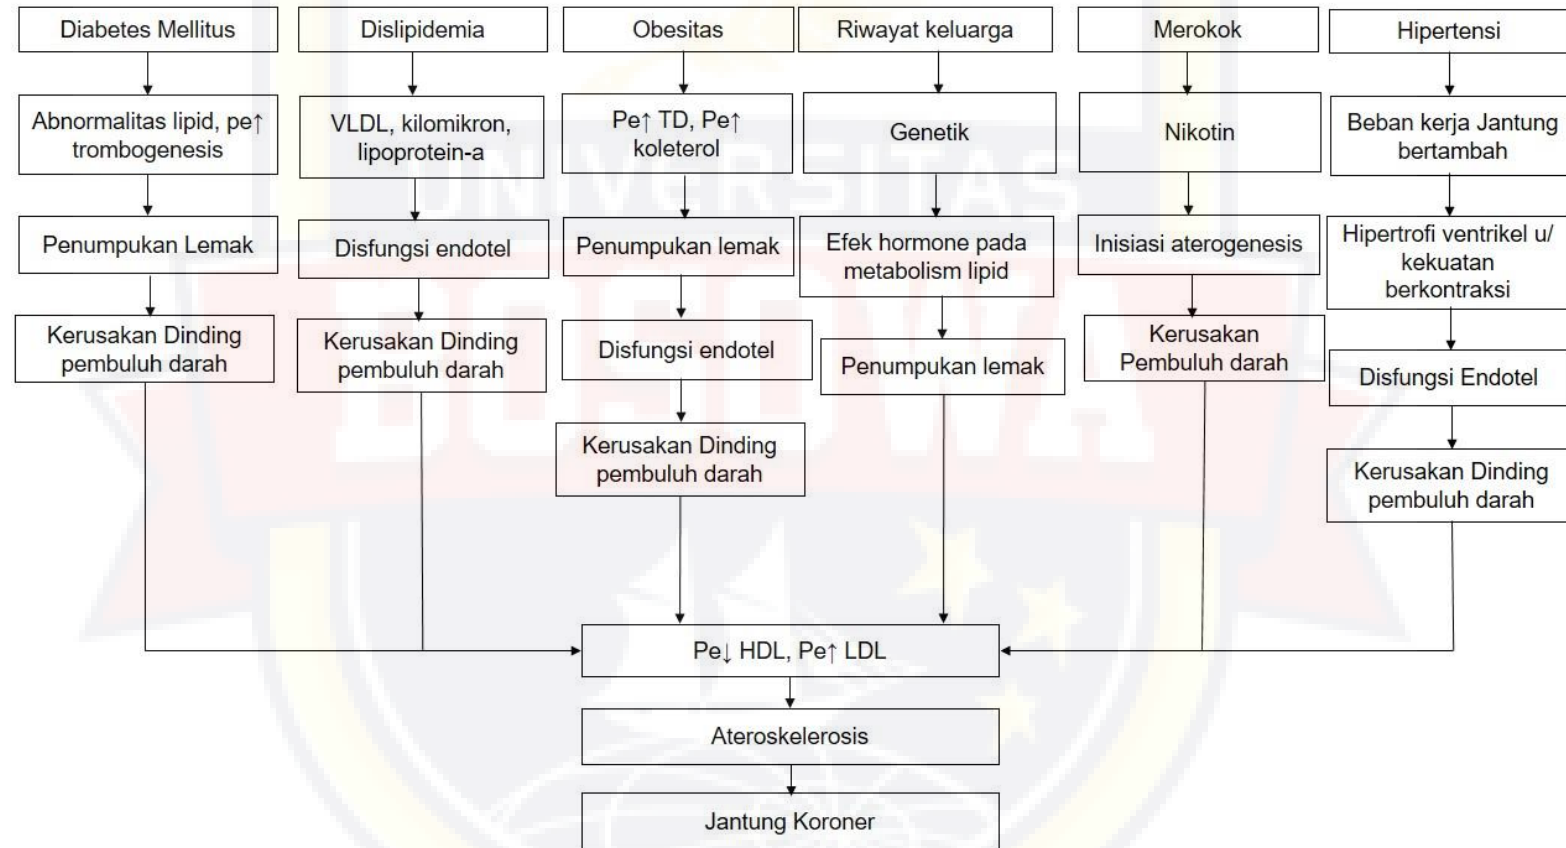 Diabetes Mellitus
Dislipidemia
Obesitas
Riwayat keluarga
Merokok
Hipertensi
Abnormalitas lipid, pe↑
trombogenesis
VLDL, kilomikron,
lipoprotein-a
Pe↑ TD, Pe↑
koleterol
Genetik
Nikotin
Beban kerja Jantung
bertambah
Penumpukan Lemak
Disfungsi endotel
Penumpukan lemak
Efek hormone pada
metabolism lipid
Inisiasi aterogenesis
Hipertrofi ventrikel u/
kekuatan
berkontraksi
Kerusakan Dinding
pembuluh darah
Kerusakan Dinding
pembuluh darah
Disfungsi endotel
Penumpukan lemak
Kerusakan
Pembuluh darah
Disfungsi Endotel
Kerusakan Dinding
pembuluh darah
Kerusakan Dinding
pembuluh darah
Pe↓ HDL, Pe↑ LDL
Ateroskelerosis
Jantung Koroner
UNIVERSITAS
BOSOWA